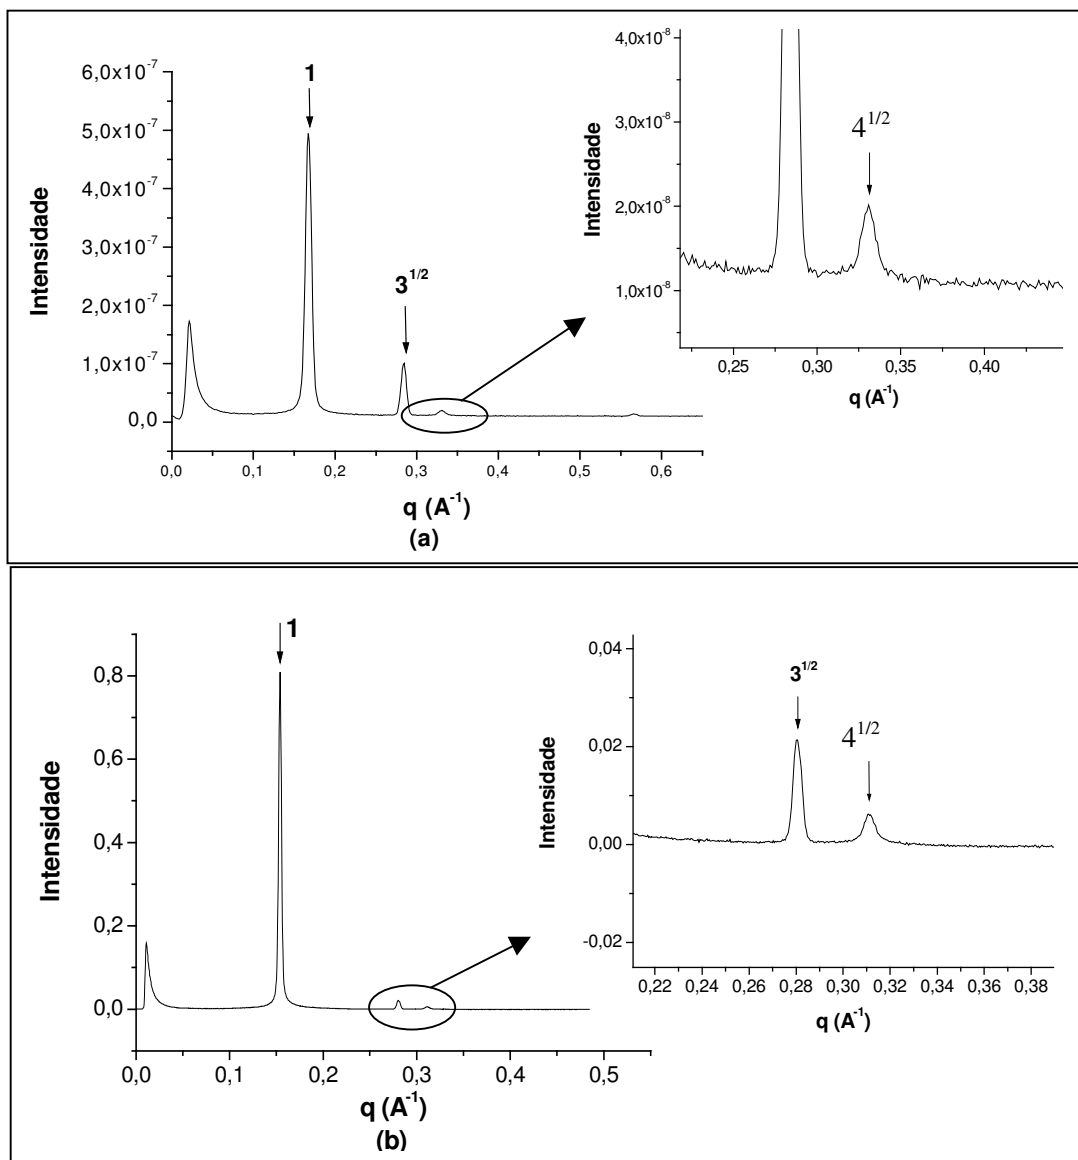 6,0x10⁻⁷
5,0x10⁻⁷
4,0x10⁻⁷
3,0x10⁻⁷
2,0x10⁻⁷
1,0x10⁻⁷
0,0
Intensidade
1
3^1/2
0,0 0,1 0,2 0,3 0,4 0,5 0,6
q (A⁻¹)
(a)
4,0x10⁻⁸
3,0x10⁻⁸
2,0x10⁻⁸
1,0x10⁻⁸
Intensidade
4^1/2
0,25 0,30 0,35 0,40
q (A⁻¹)
0,8
0,6
0,4
0,2
0,0
Intensidade
1
0,0 0,1 0,2 0,3 0,4 0,5
q (A⁻¹)
(b)
0,04
0,02
0,00
-0,02
Intensidade
3^1/2
4^1/2
0,22 0,24 0,26 0,28 0,30 0,32 0,34 0,36 0,38
q (A⁻¹)